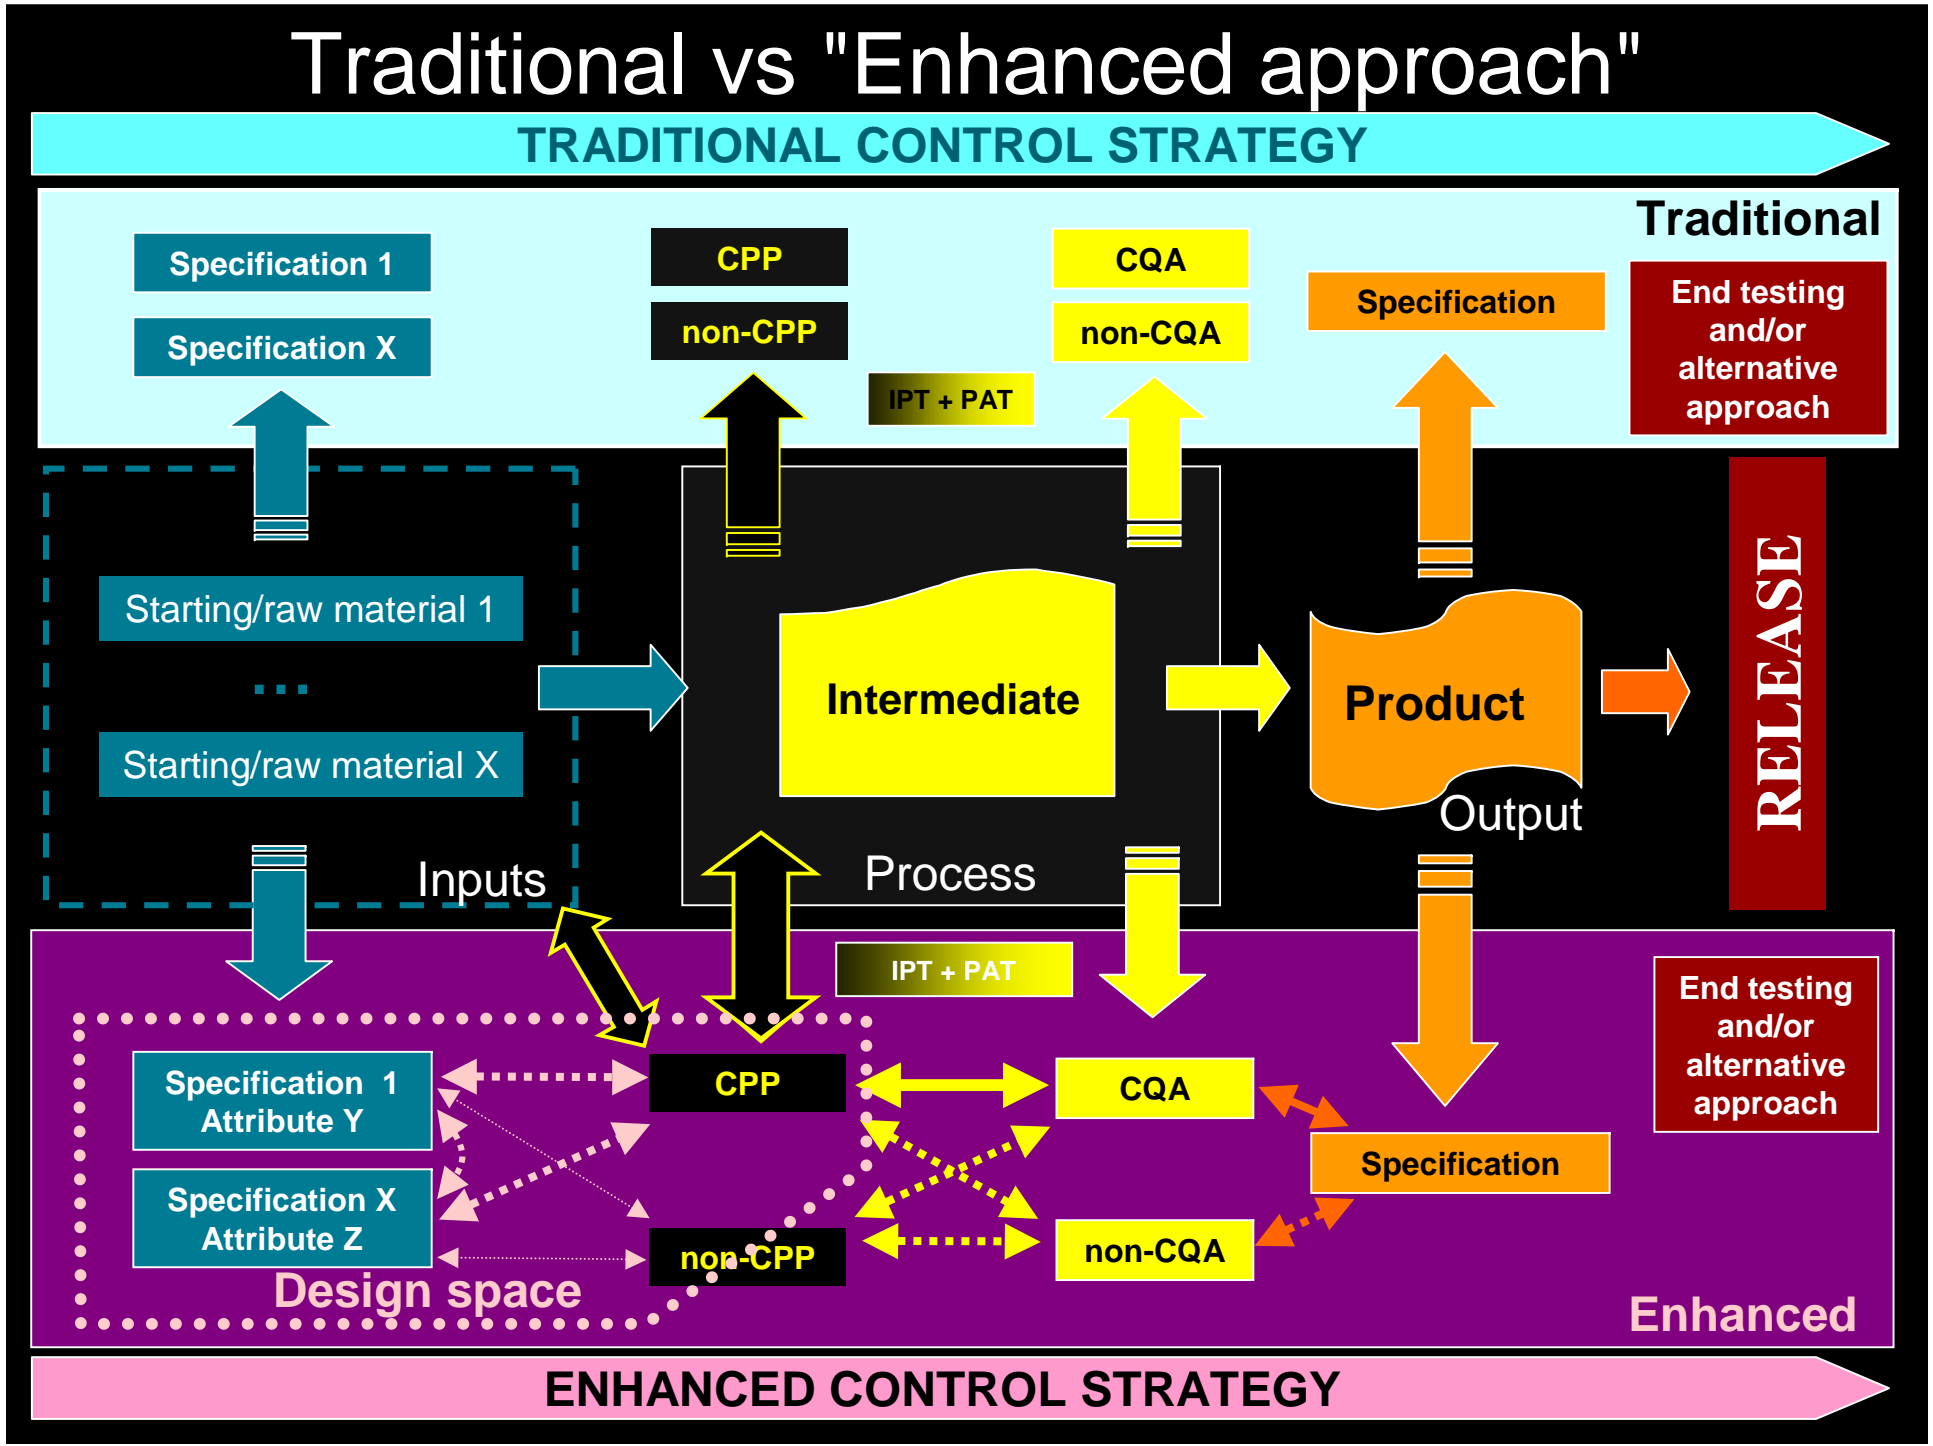 Traditional vs "Enhanced approach"
TRADITIONAL CONTROL STRATEGY
Traditional
Specification 1
Specification X
CPP
non-CPP
IPT + PAT
CQA
non-CQA
Specification
End testing
and/or
alternative
approach
Starting/raw material 1
...
Starting/raw material X
Inputs
Intermediate
Process
Product
Output
RELEASE
IPT + PAT
End testing
and/or
alternative
approach
Specification 1
Attribute Y
Specification X
Attribute Z
CPP
non-CPP
Design space
CQA
non-CQA
Specification
Enhanced
ENHANCED CONTROL STRATEGY